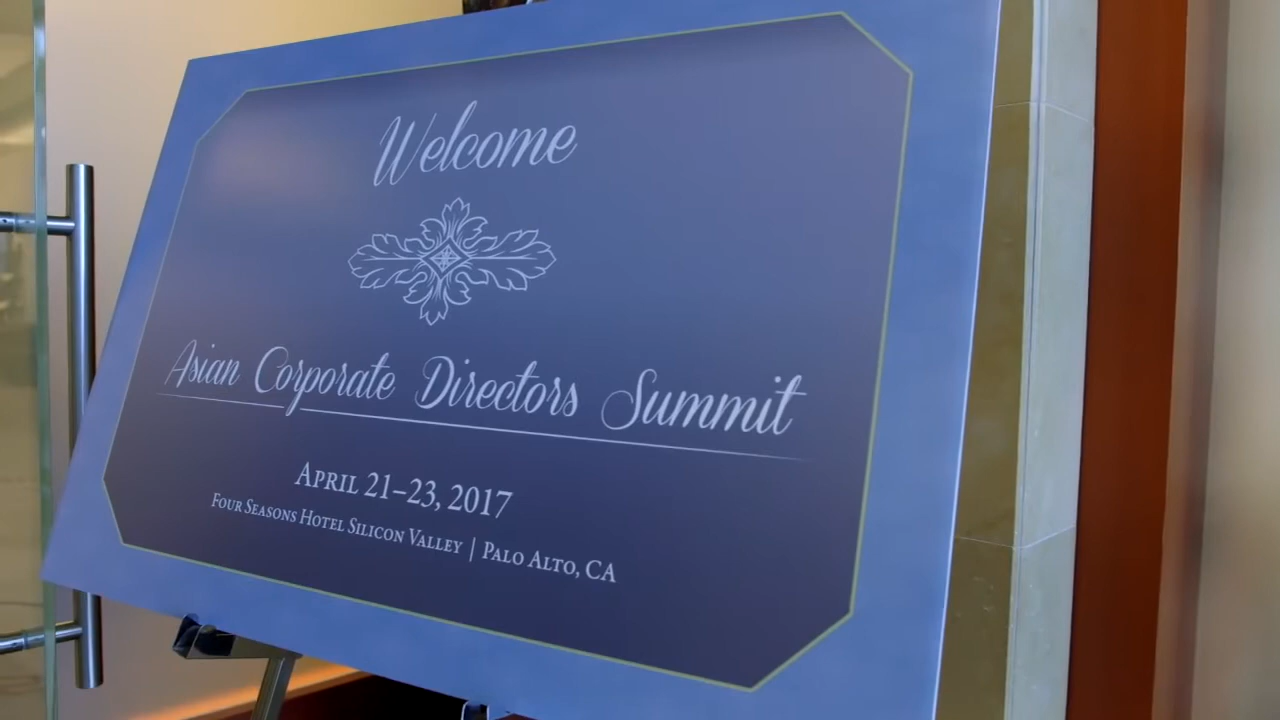 Welcome
Asian Corporate Directors Summit
April 21–23, 2017
Four Seasons Hotel Silicon Valley | Palo Alto, CA